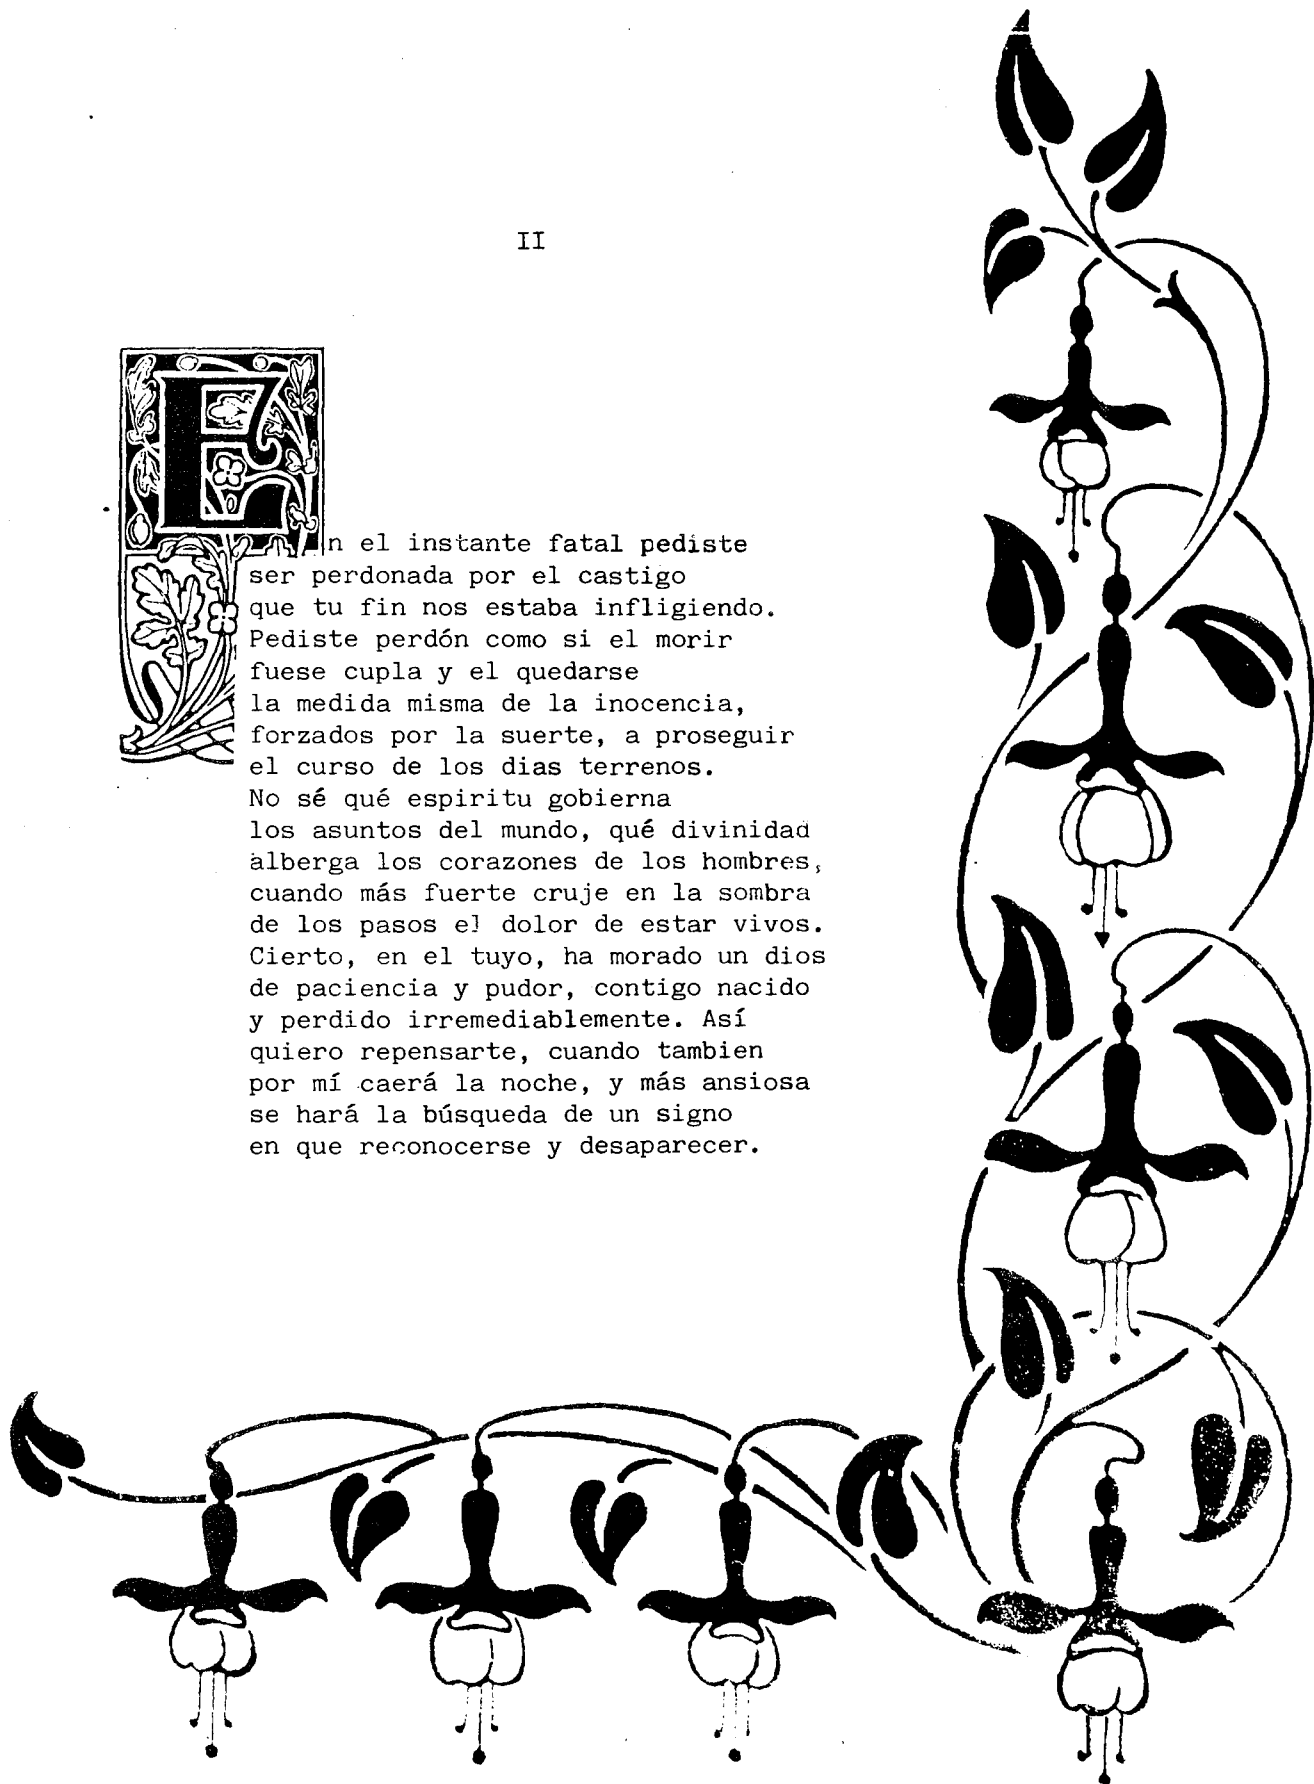 II
En el instante fatal pediste
ser perdonada por el castigo
que tu fin nos estaba infligiendo.
Pediste perdón como si el morir
fuese cupla y el quedarse
la medida misma de la inocencia,
forzados por la suerte, a proseguir
el curso de los dias terrenos.
No sé qué espiritu gobierna
los asuntos del mundo, qué divinidad
alberga los corazones de los hombres,
cuando más fuerte cruje en la sombra
de los pasos el dolor de estar vivos.
Cierto, en el tuyo, ha morado un dios
de paciencia y pudor, contigo nacido
y perdido irremediablemente. Así
quiero repensarte, cuando tambien
por mí caerá la noche, y más ansiosa
se hará la búsqueda de un signo
en que reconocerse y desaparecer.